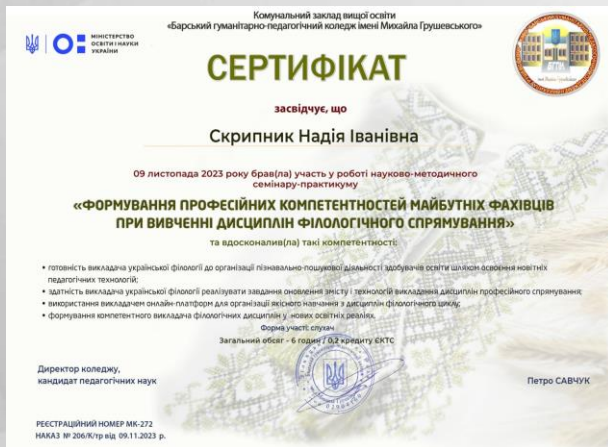 Комунальний заклад вищої освіти
«Барський гуманітарно-педагогічний коледж імені Михайла Грушевського»
МІНІСТЕРСТВО
ОСВІТИ І НАУКИ
УКРАЇНИ
СЕРТИФІКАТ
засвідчує, що
Скрипник Надія Іванівна
09 листопада 2023 року брав(ла) участь у роботі науково-методичного
семінару-практикуму
«ФОРМУВАННЯ ПРОФЕСІЙНИХ КОМПЕТЕНТНОСТЕЙ МАЙБУТНІХ ФАХІВЦІВ
ПРИ ВИВЧЕННІ ДИСЦИПЛІН ФІЛОЛОГІЧНОГО СПРЯМУВАННЯ»
та вдосконалив(ла) такі компетентності:
• готовність викладача української філології до організації пізнавально-пошукової діяльності здобувачів освіти шляхом освоєння новітніх
педагогічних технологій;
• здатність викладача української філології реалізувати завдання оновлення змісту і технологій викладання дисциплін професійного спрямування;
• використання викладачем онлайн-платформ для організації якісного навчання з дисциплін філологічного циклу;
• формування компетентного викладача філологічних дисциплін у нових освітніх реаліях.
Форма участі: слухач
Загальний обсяг - 6 годин / 0,2 кредиту ЄКТС
Директор коледжу,
кандидат педагогічних наук
Петро САВЧУК
РЕЄСТРАЦІЙНИЙ НОМЕР МК-272
НАКАЗ № 206/К/тр від 09.11.2023 р.